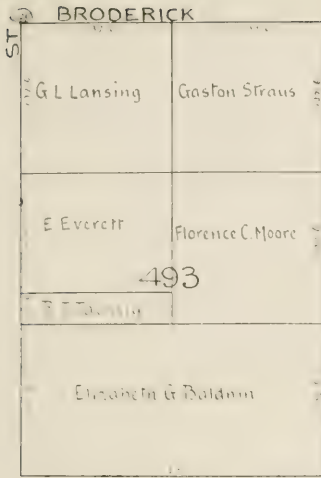 BRODERICK
ST
G L Lansing
Gaston Straus
E Everett
Florence C. Moore
493
Elizabeth G Baldwin